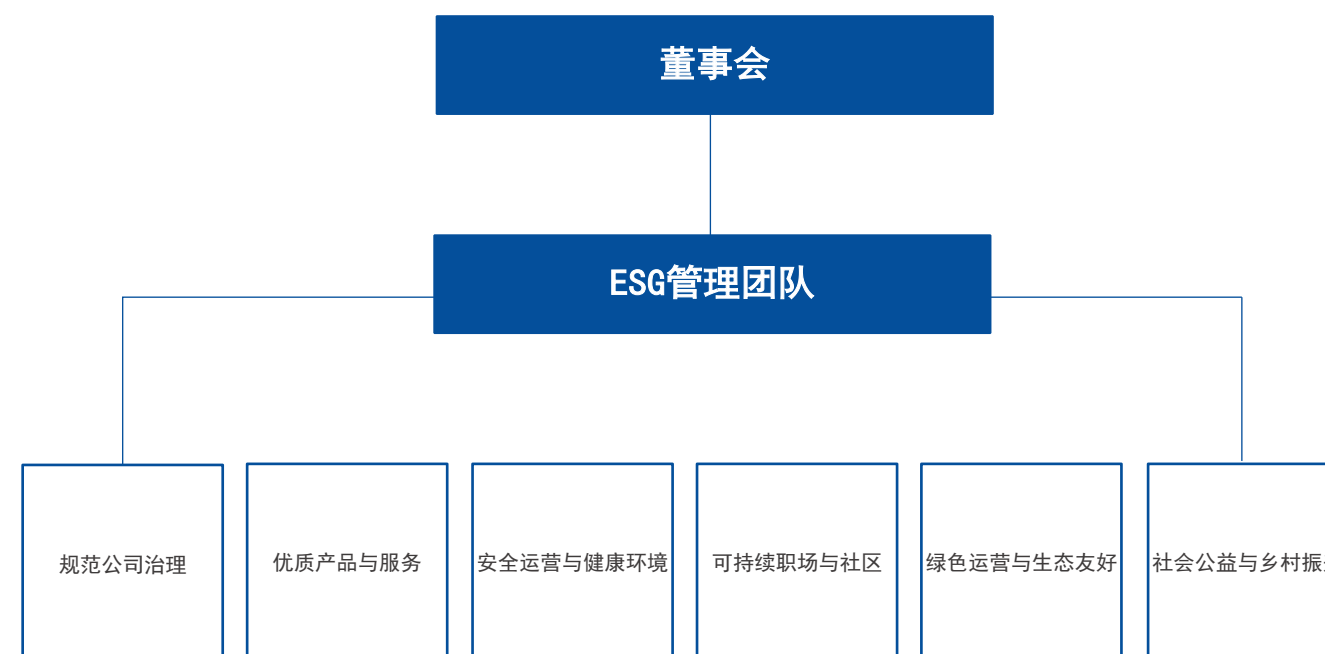 董事会
ESG管理团队
规范公司治理
优质产品与服务
安全运营与健康环境
可持续职场与社区
绿色运营与生态友好
社会公益与乡村振